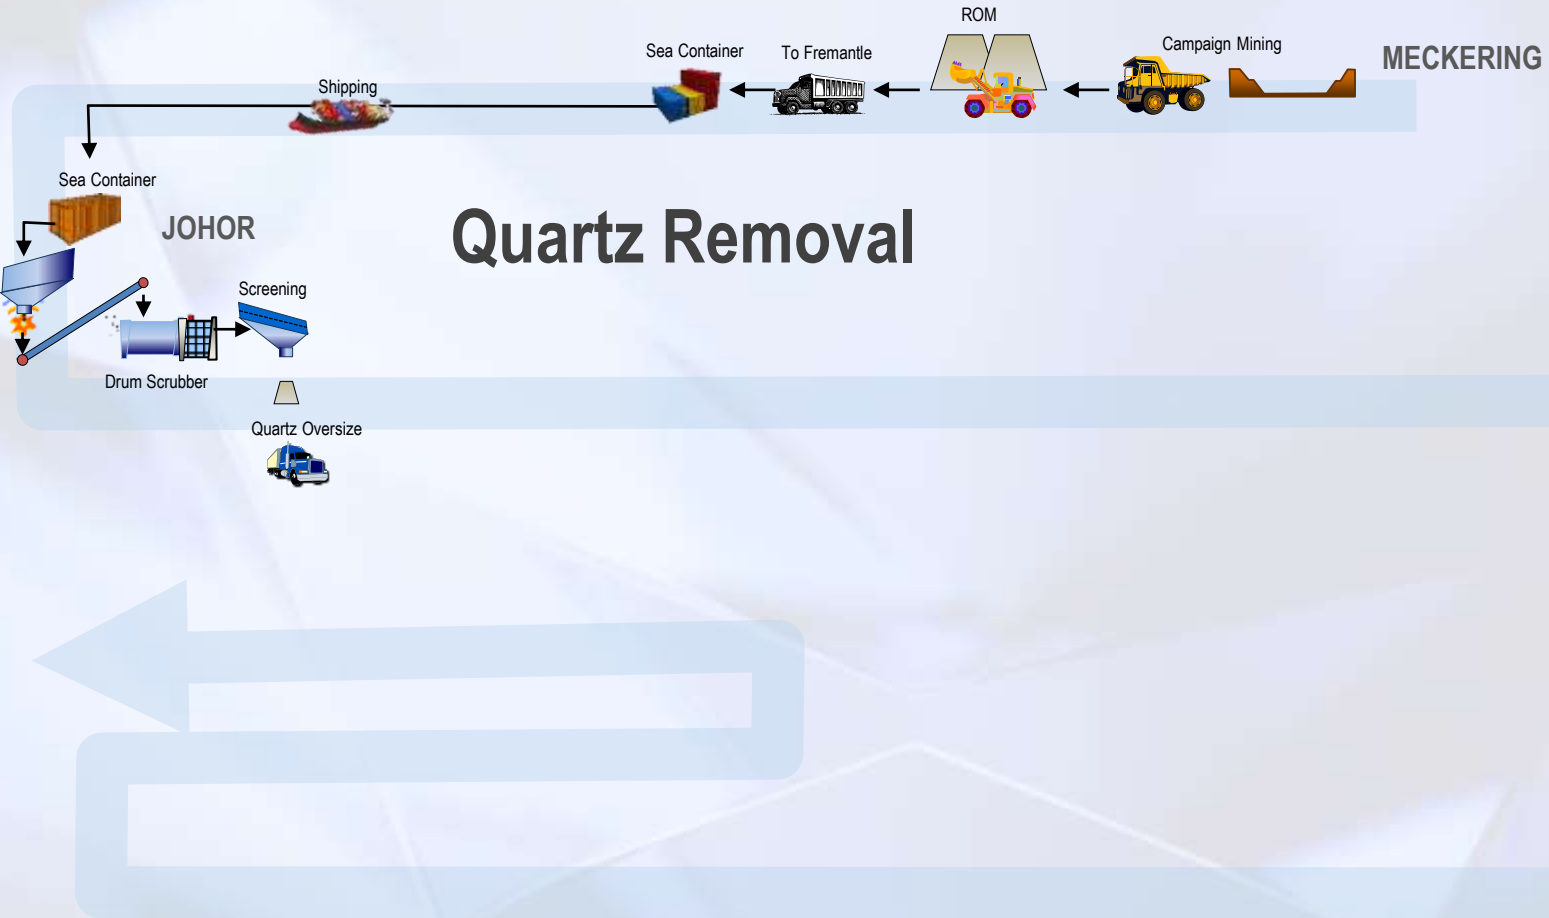 ROM
Campaign Mining
MECKERING
To Fremantle
Sea Container
Shipping
Sea Container
JOHOR
Quartz Removal
Screening
Drum Scrubber
Quartz Oversize